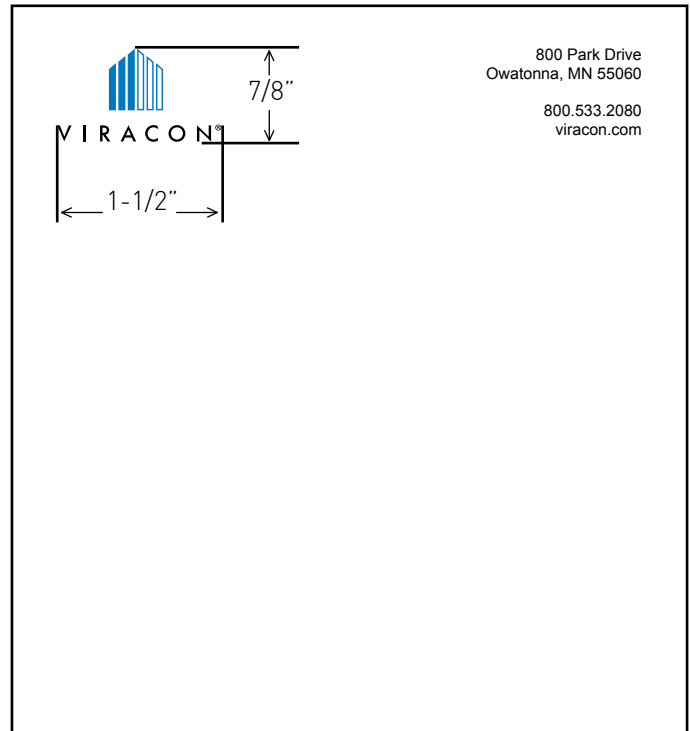 7/8”
VIRACON®
1-1/2”
800 Park Drive
Owatonna, MN 55060
800.533.2080
viracon.com